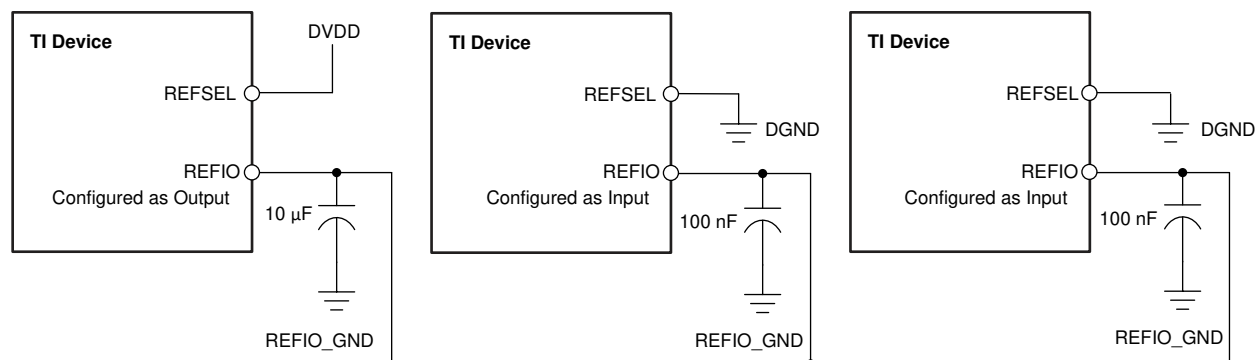 TI Device
DVDD
REFSEL
REFIO
Configured as Output
10 µF
REFIO_GND
TI Device
REFSEL
DGND
REFIO
Configured as Input
100 nF
REFIO_GND
TI Device
REFSEL
DGND
REFIO
Configured as Input
100 nF
REFIO_GND